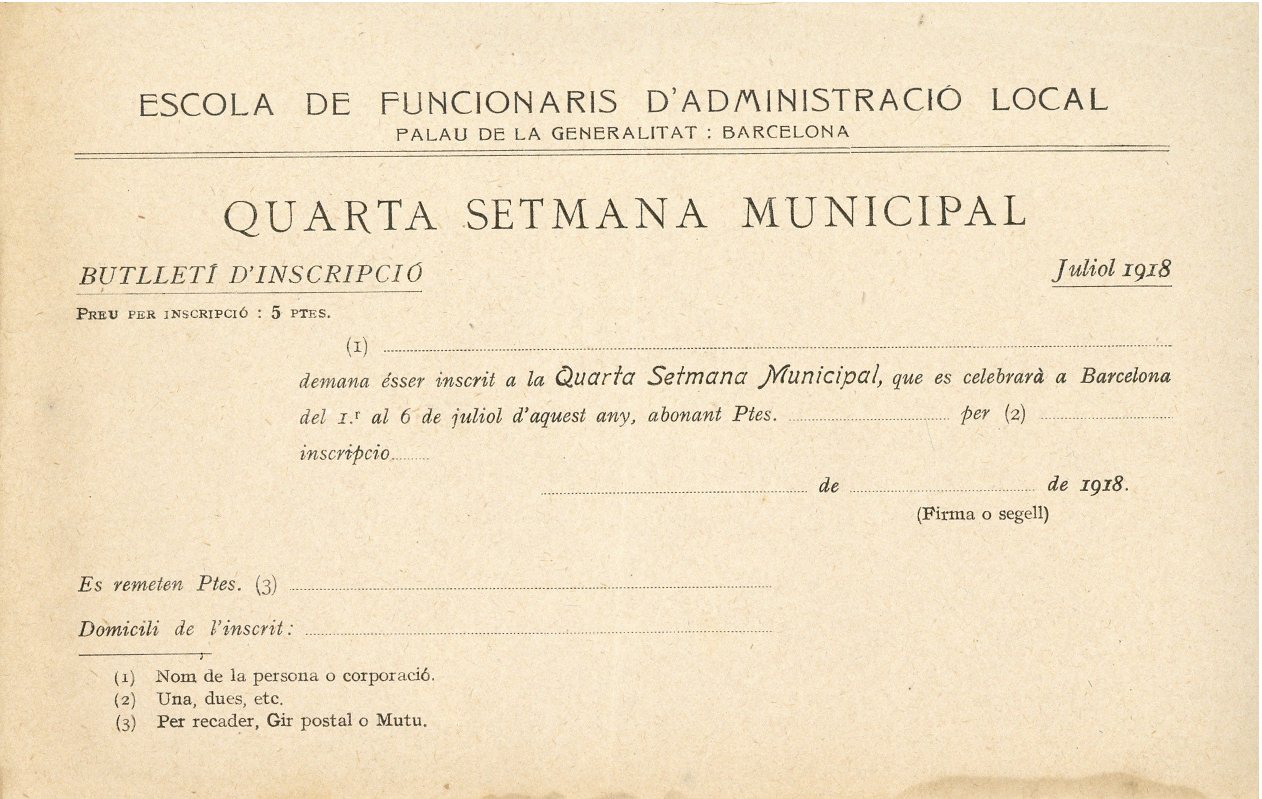 ESCOLA DE FUNCIONARIS D'ADMINISTRACIÓ LOCAL
PALAU DE LA GENERALITAT : BARCELONA
QUARTA SETMANA MUNICIPAL
BUTLLETÍ D'INSCRIPCIÓ
Juliol 1918
PREU PER INSCRIPCIÓ : 5 PTES.
(1)
demana ésser inscrit a la Quarta Setmana Municipal, que es celebrarà a Barcelona
del 1.r al 6 de juliol d'aquest any, abonant Ptes. per (2)
inscripcio
de de 1918.
(Firma o segell)
Es remeten Ptes. (3)
Domicili de l'inscrit:
(1) Nom de la persona o corporació.
(2) Una, dues, etc.
(3) Per recader, Gir postal o Mutu.